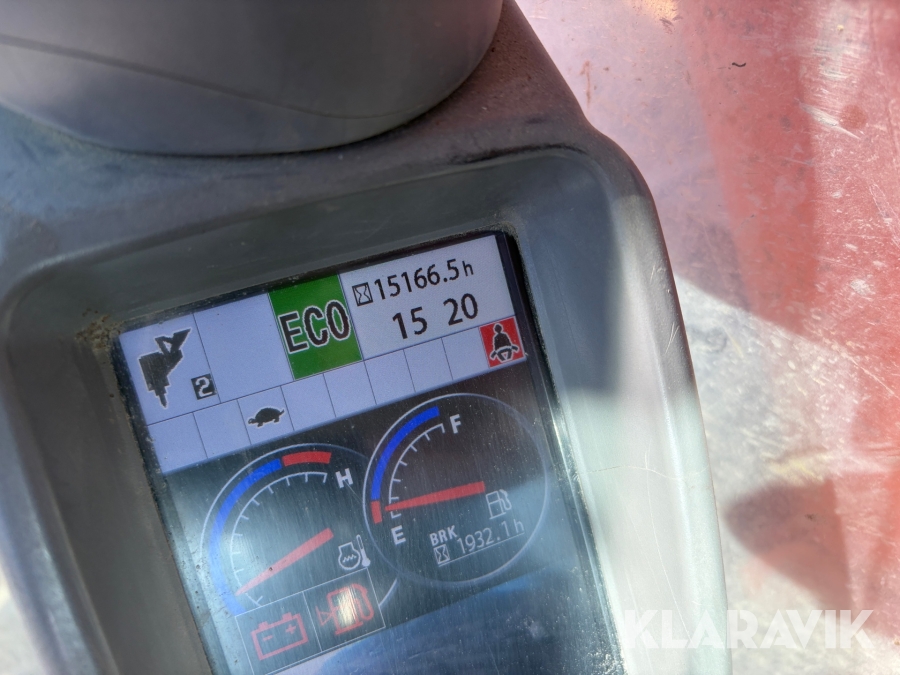 ECO
15166.5h
15 20
2
H
F
E
BRK
1932.1h
KLARAVIK